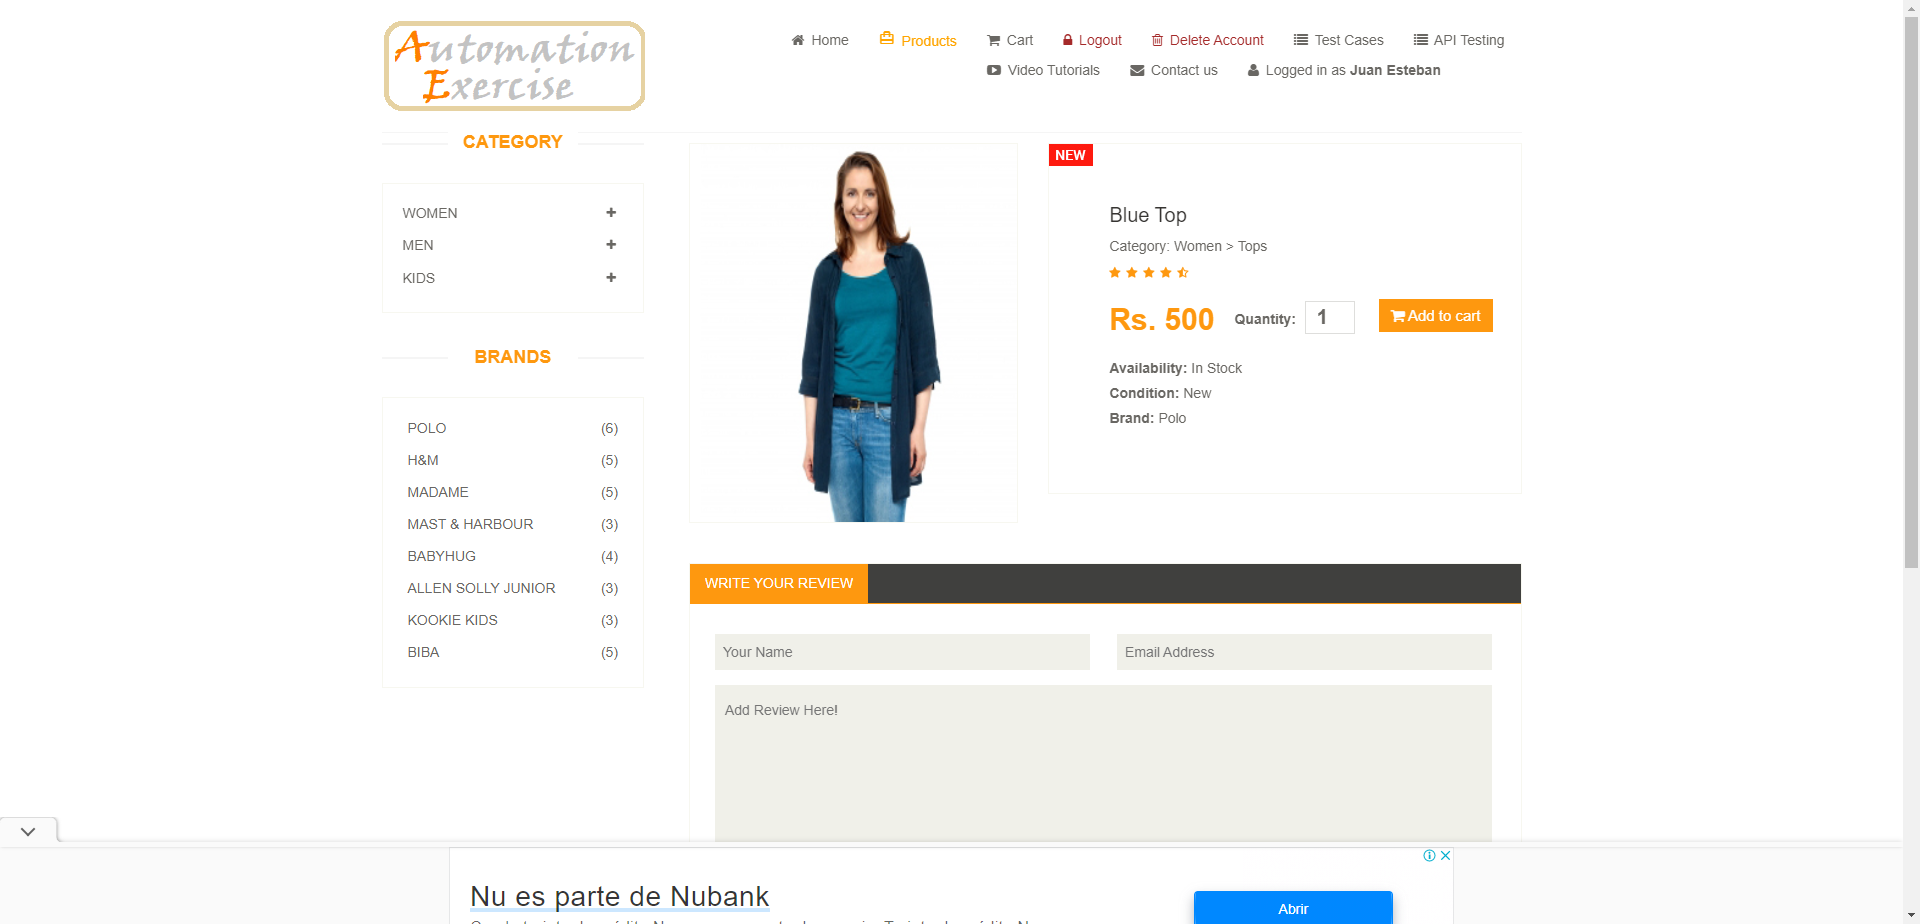 Automation
Exercise
Home
Products
Cart
Logout
Delete Account
Test Cases
API Testing
Video Tutorials
Contact us
Logged in as Juan Esteban
CATEGORY
WOMEN
MEN
KIDS
BRANDS
POLO (6)
H&M (5)
MADAME (5)
MAST & HARBOUR (3)
BABYHUG (4)
ALLEN SOLLY JUNIOR (3)
KOOKIE KIDS (3)
BIBA (5)
NEW
Blue Top
Category: Women > Tops
Rs. 500 Quantity: 1 Add to cart
Availability: In Stock
Condition: New
Brand: Polo
WRITE YOUR REVIEW
Your Name
Email Address
Add Review Here!
Nu es parte de Nubank
Abrir